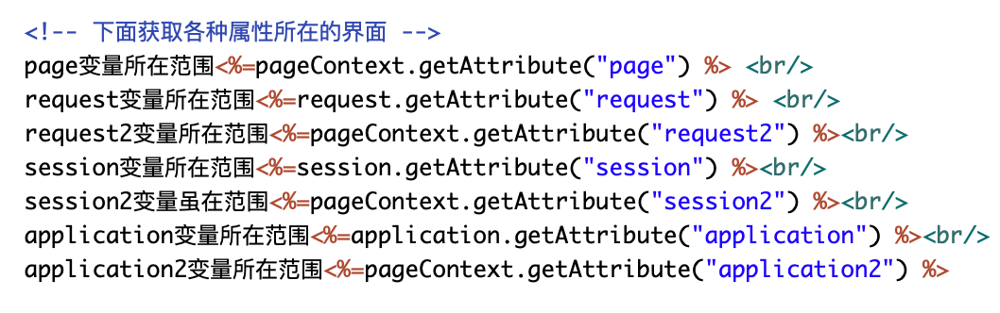 <!-- 下面获取各种属性所在的界面 -->
page变量所在范围<%=pageContext.getAttribute("page") %> <br/>
request变量所在范围<%=request.getAttribute("request") %> <br/>
request2变量所在范围<%=pageContext.getAttribute("request2") %><br/>
session变量所在范围<%=session.getAttribute("session") %><br/>
session2变量虽在范围<%=pageContext.getAttribute("session2") %><br/>
application变量所在范围<%=application.getAttribute("application") %><br/>
application2变量所在范围<%=pageContext.getAttribute("application2") %>